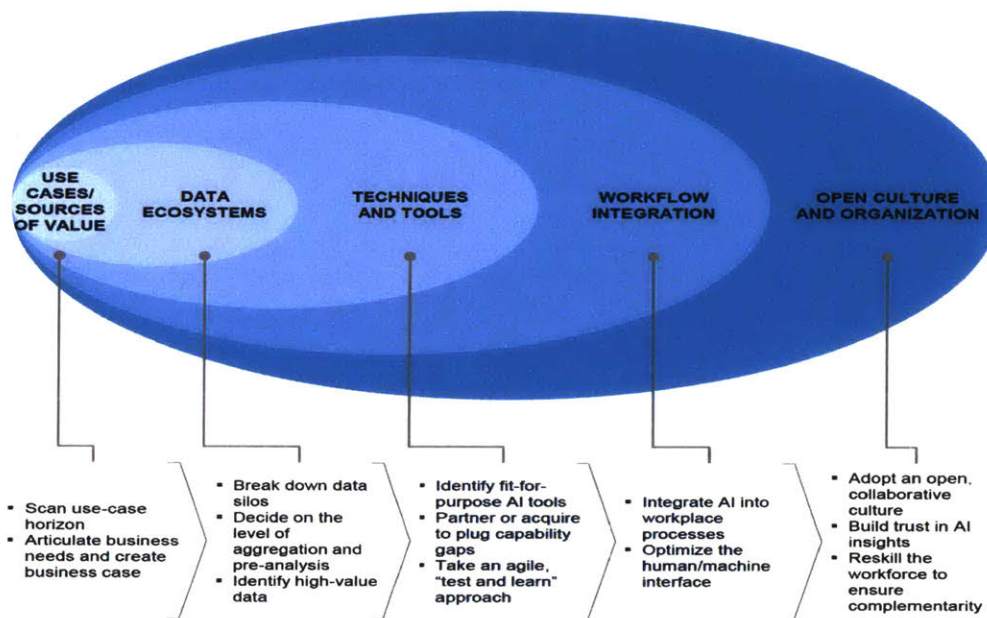 USE
CASES/
SOURCES
OF VALUE
DATA
ECOSYSTEMS
TECHNIQUES
AND TOOLS
WORKFLOW
INTEGRATION
OPEN CULTURE
AND ORGANIZATION
▪ Scan use-case
horizon
▪ Articulate business
needs and create
business case
▪ Break down data
silos
▪ Decide on the
level of
aggregation and
pre-analysis
▪ Identify high-value
data
▪ Identify fit-for-
purpose AI tools
▪ Partner or acquire
to plug capability
gaps
▪ Take an agile,
“test and learn”
approach
▪ Integrate AI into
workplace
processes
▪ Optimize the
human/machine
interface
▪ Adopt an open,
collaborative
culture
▪ Build trust in AI
insights
▪ Reskill the
workforce to
ensure
complementarity